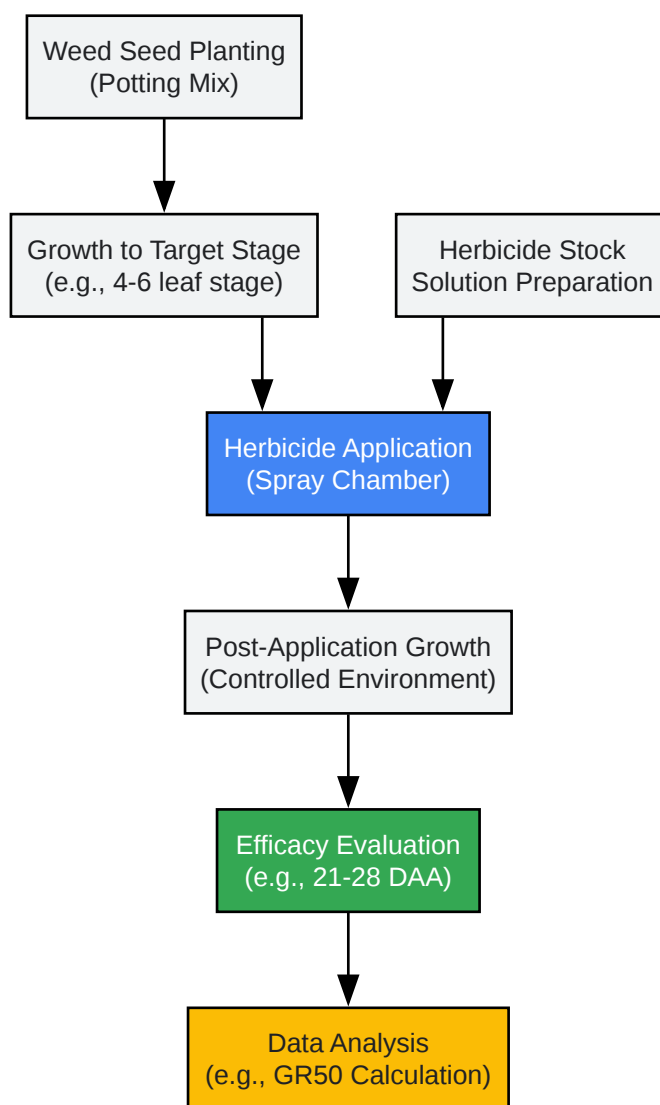 Weed Seed Planting
(Potting Mix)
Growth to Target Stage
(e.g., 4-6 leaf stage)
Herbicide Stock
Solution Preparation
Herbicide Application
(Spray Chamber)
Post-Application Growth
(Controlled Environment)
Efficacy Evaluation
(e.g., 21-28 DAA)
Data Analysis
(e.g., GR50 Calculation)